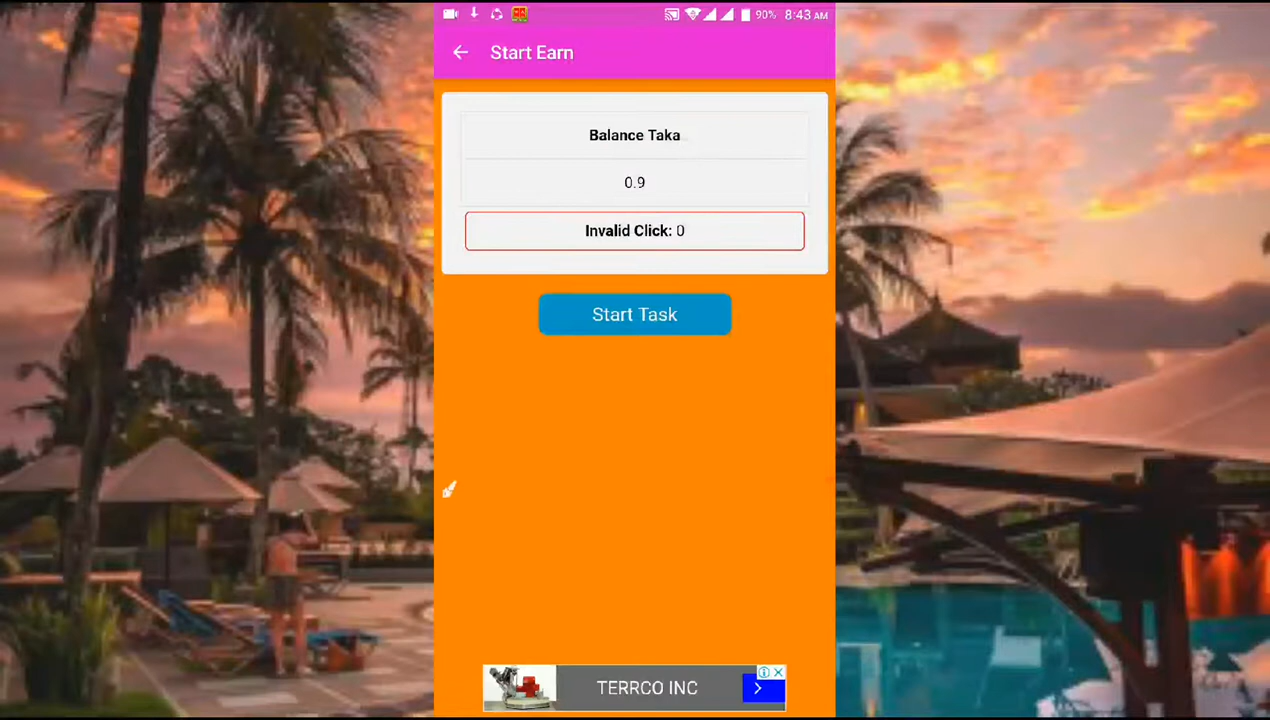 90% 8:43 AM
Start Earn
Balance Taka
0.9
Invalid Click: 0
Start Task
TERRCO INC